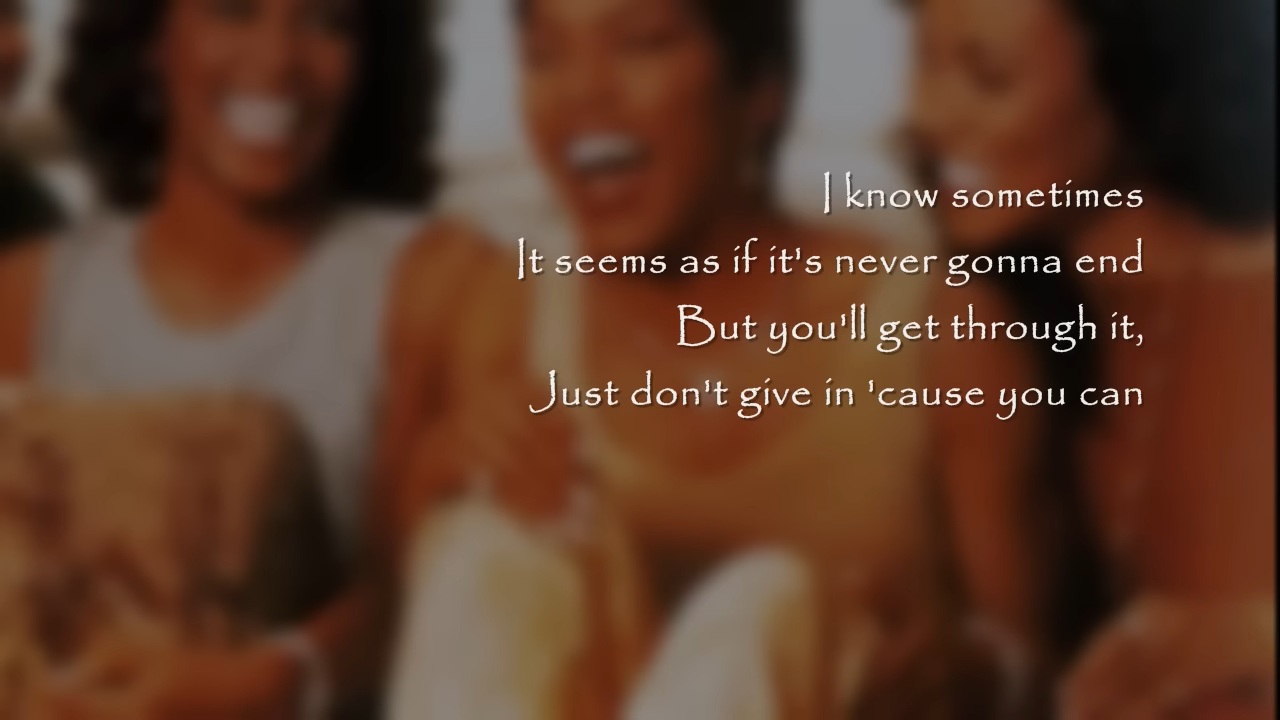 I know sometimes
It seems as if it's never gonna end
But you'll get through it,
Just don't give in 'cause you can